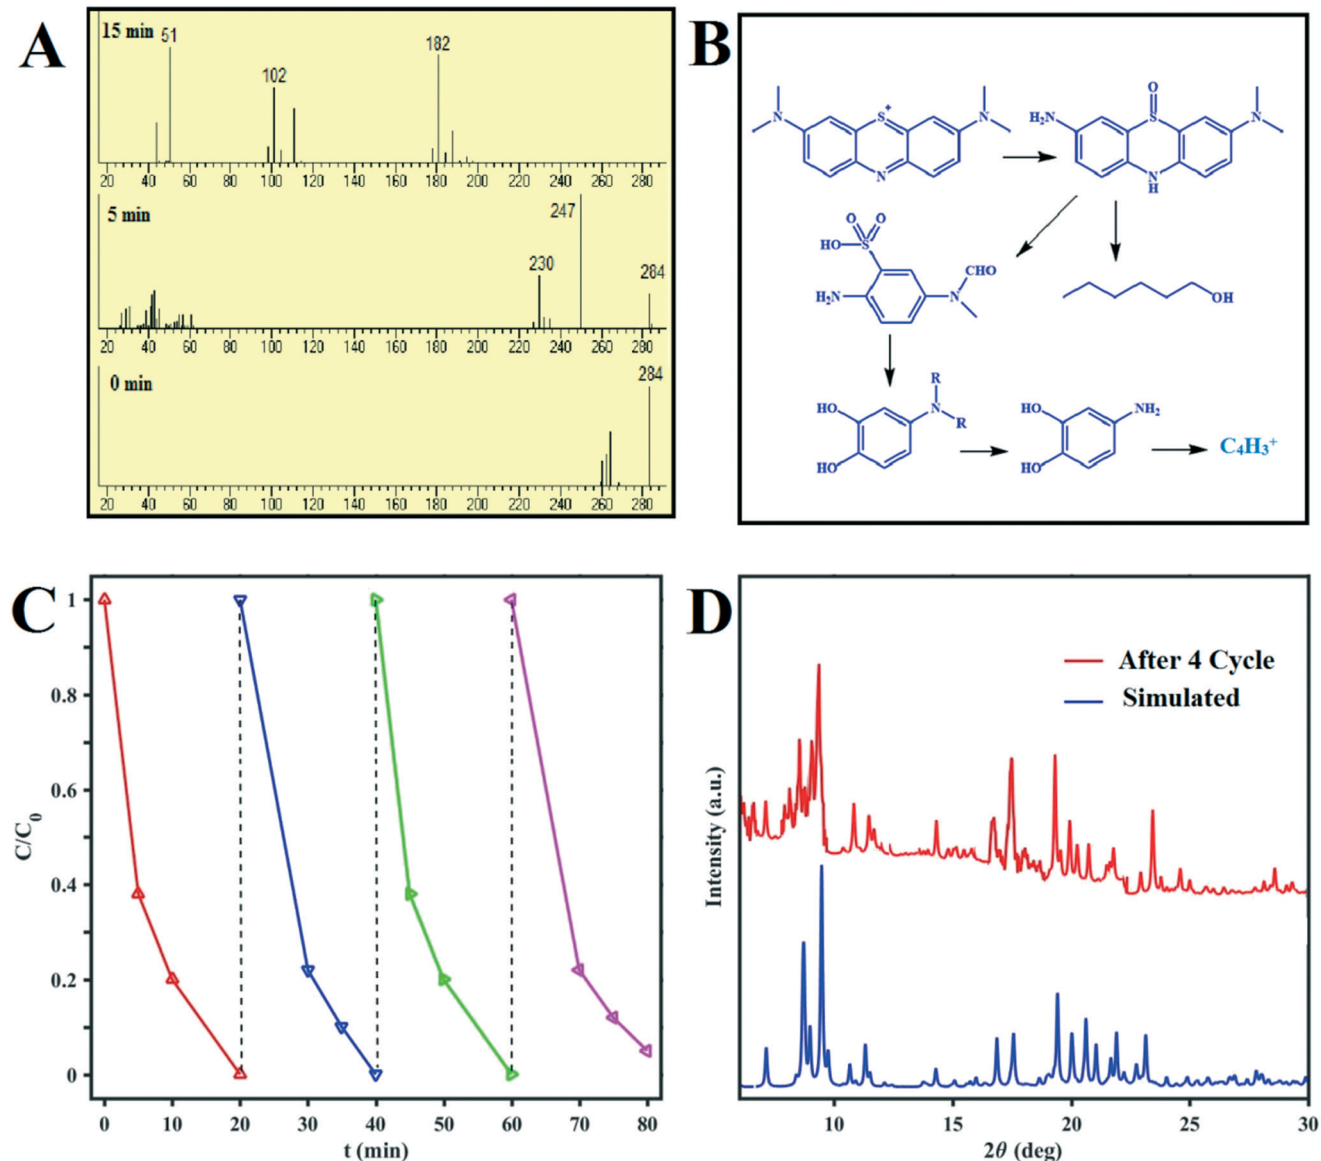 A
15 min
51
102
182
20 40 60 80 100 120 140 160 180 200 220 240 260 280
5 min
230
247
284
20 40 60 80 100 120 140 160 180 200 220 240 260 280
0 min
284
20 40 60 80 100 120 140 160 180 200 220 240 260 280
B
N
S+
N
N
H2N
O
S
N
H
N
O O
HO S
H2N
CHO
N
OH
HO
HO
R
N
R
HO
HO
NH2
C4H3+
C
C/C0
1
0.8
0.6
0.4
0.2
0
0 10 20 30 40 50 60 70 80
t (min)
D
After 4 Cycle
Simulated
Intensity (a.u.)
10 15 20 25 30
2θ (deg)